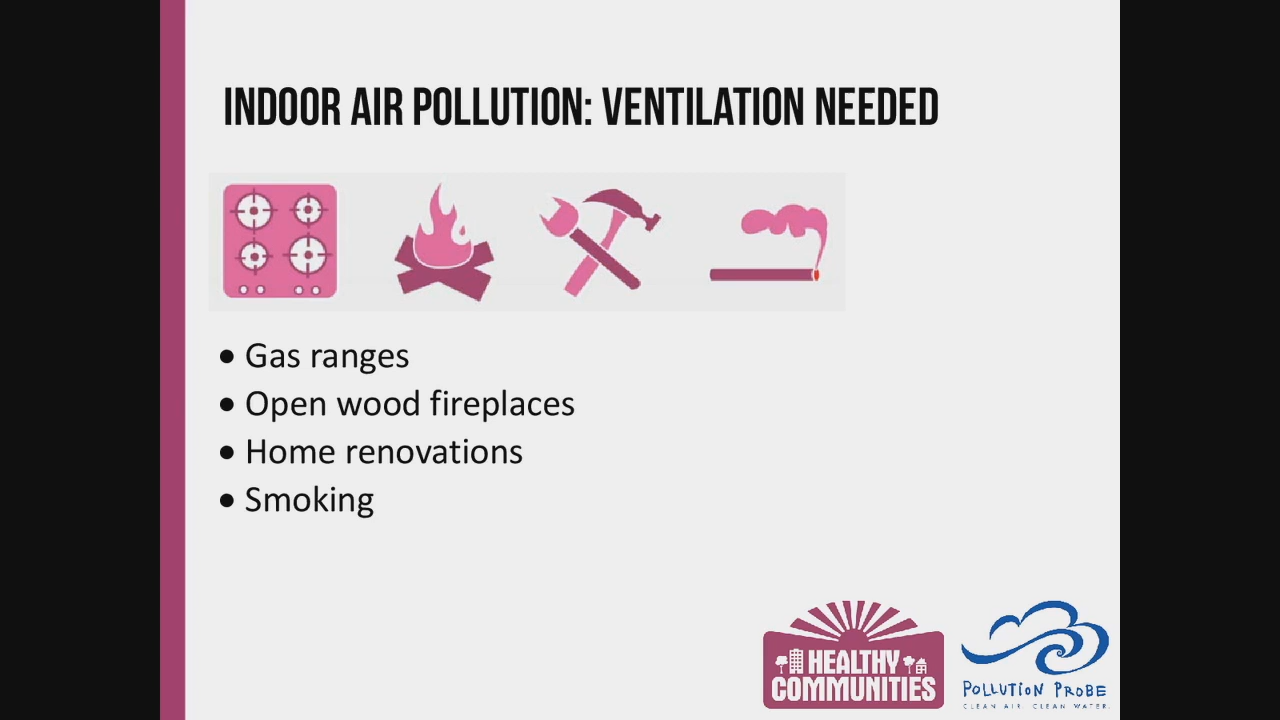 INDOOR AIR POLLUTION: VENTILATION NEEDED
• Gas ranges
• Open wood fireplaces
• Home renovations
• Smoking
HEALTHY
COMMUNITIES
POLLUTION PROBE
CLEAN AIR. CLEAN WATER.